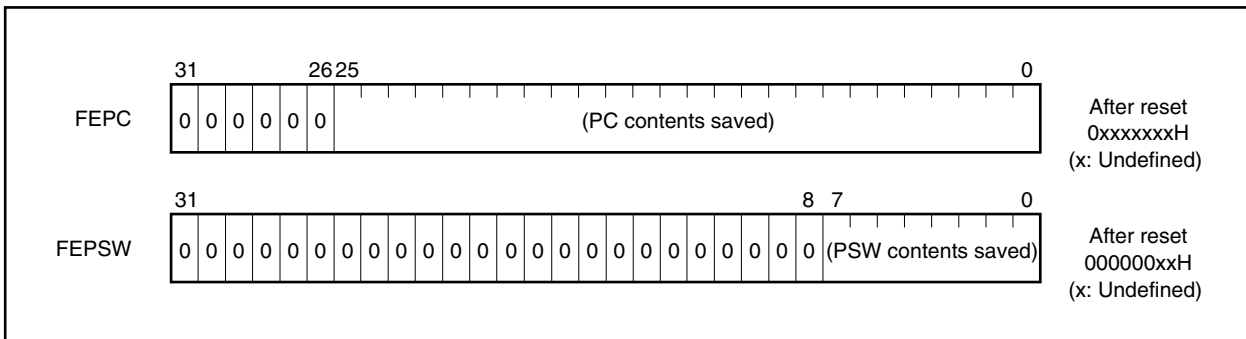 31 26 25 0
FEPC 0 0 0 0 0 0 (PC contents saved) After reset
0xxxxxxxH
(x: Undefined)
31 8 7 0
FEPSW 0 0 0 0 0 0 0 0 0 0 0 0 0 0 0 0 0 0 0 0 0 0 0 0 (PSW contents saved) After reset
000000xxH
(x: Undefined)